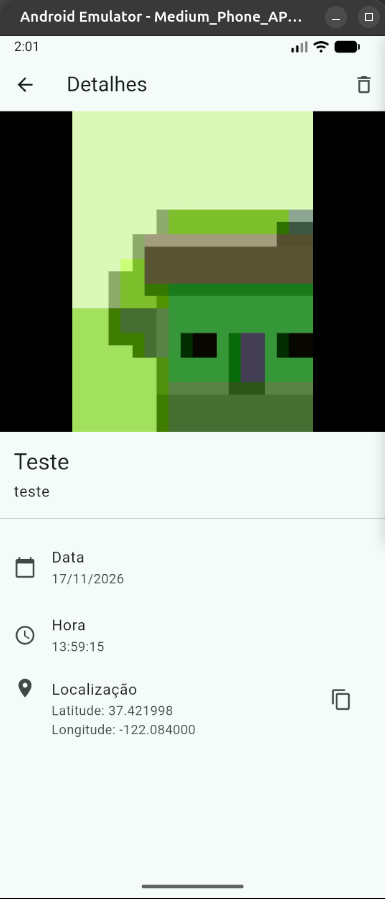 Android Emulator - Medium_Phone_AP...
2:01
Detalhes
Teste
teste
Data
17/11/2026
Hora
13:59:15
Localização
Latitude: 37.421998
Longitude: -122.084000